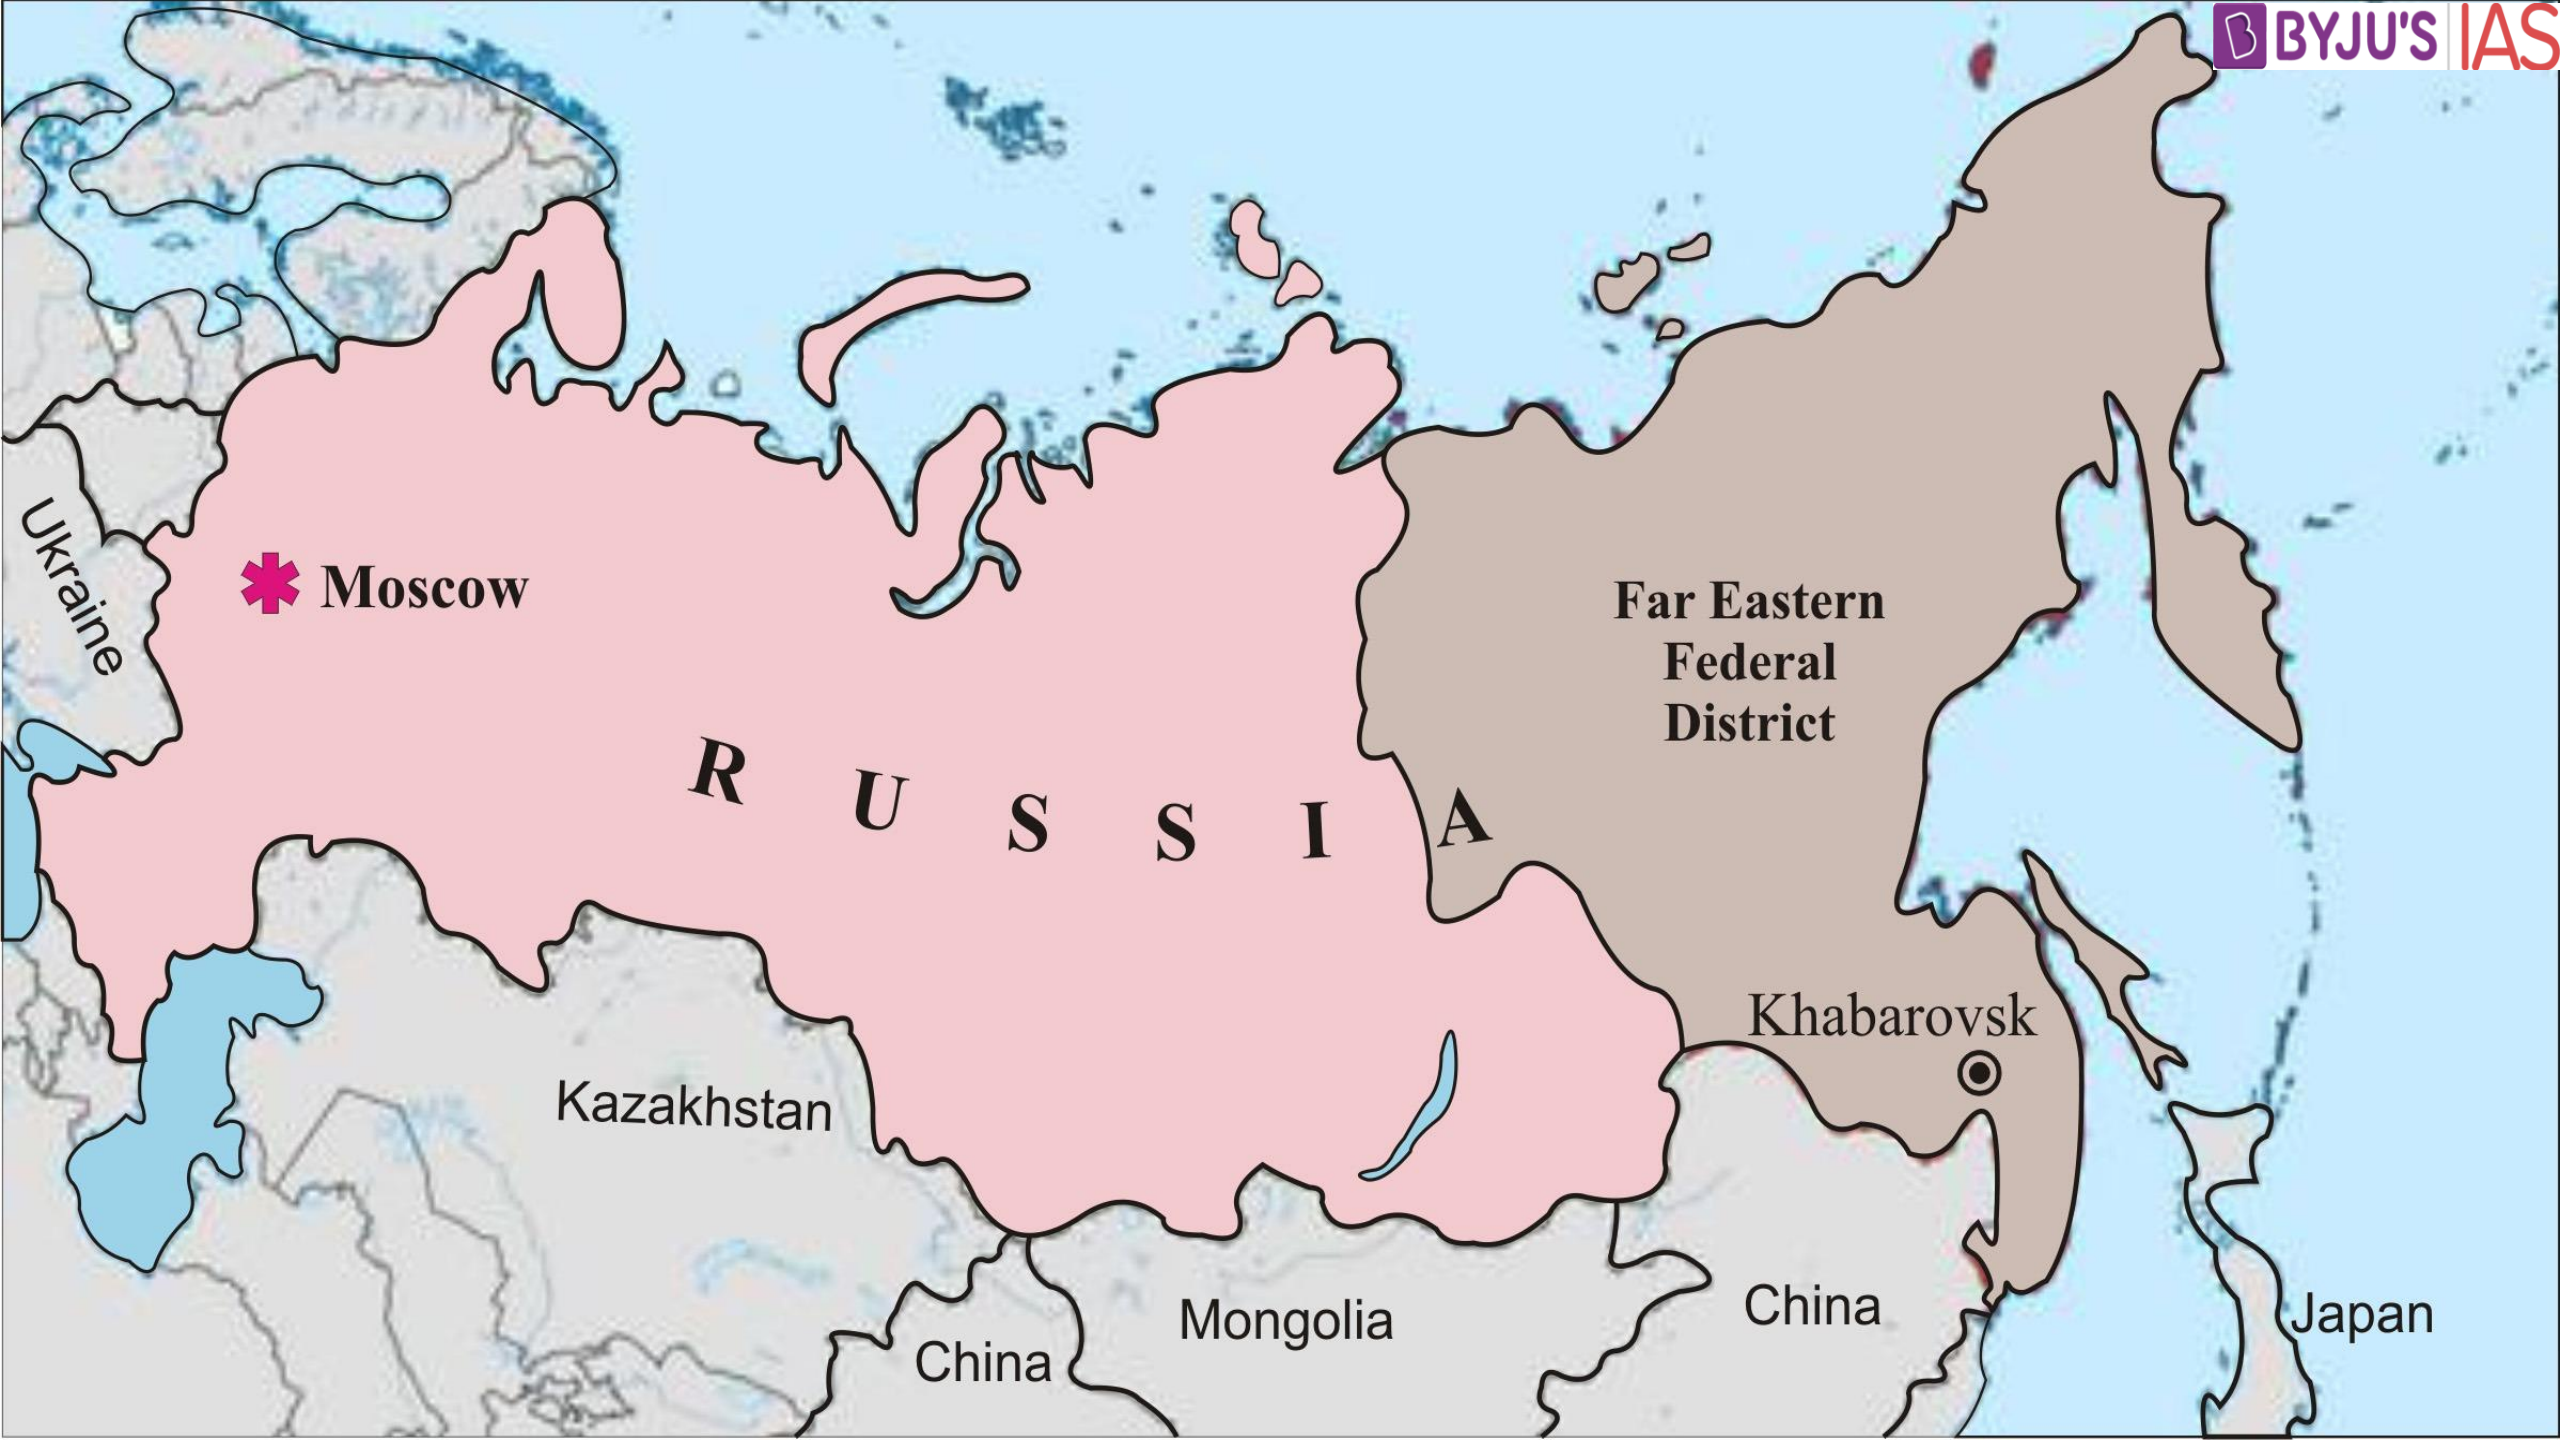 BYJU'S IAS
Ukraine
Moscow
Far Eastern
Federal
District
RUSSIA
Khabarovsk
Kazakhstan
Mongolia
China
China
Japan